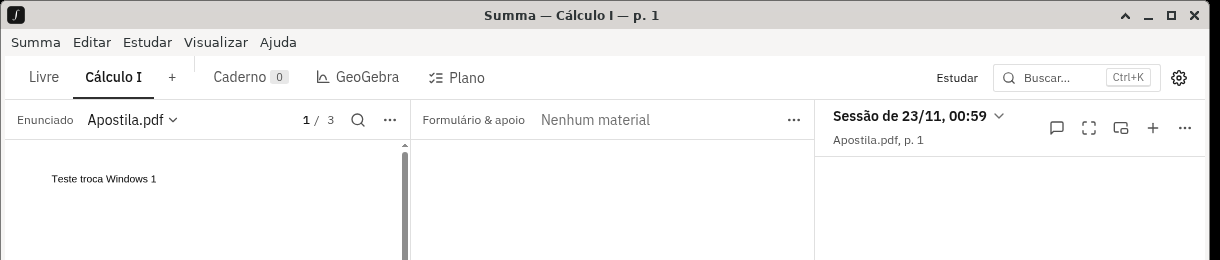 Summa — Cálculo I — p. 1
Summa Editar Estudar Visualizar Ajuda
Livre Cálculo I + Caderno 0 GeoGebra Plano Estudar Buscar... Ctrl+K
Enunciado Apostila.pdf 1 / 3 Formulário & apoio Nenhum material Sessão de 23/11, 00:59
Apostila.pdf, p. 1
Teste troca Windows 1